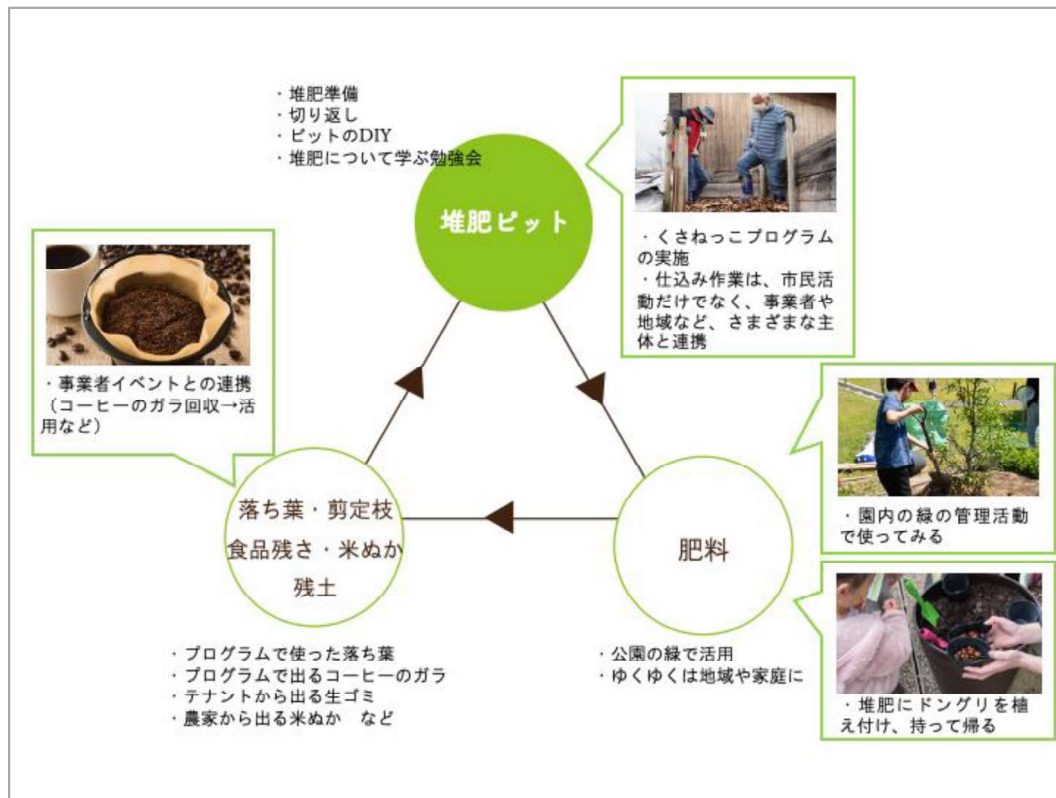 ・堆肥準備
・切り返し
・ピットのDIY
・堆肥について学ぶ勉強会
堆肥ピット
・くさねっこプログラム
の実施
・仕込み作業は、市民活
動だけでなく、事業者や
地域など、さまざまな主
体と連携
・事業者イベントとの連携
（コーヒーのガラ回収→活
用など）
落ち葉・剪定枝
食品残さ・米ぬか
残土
・プログラムで使った落ち葉
・プログラムで出るコーヒーのガラ
・テナントから出る生ゴミ
・農家から出る米ぬか　など
肥料
・公園の緑で活用
・ゆくゆくは地域や家庭に
・園内の緑の管理活動
で使ってみる
・堆肥にドングリを植
え付け、持って帰る